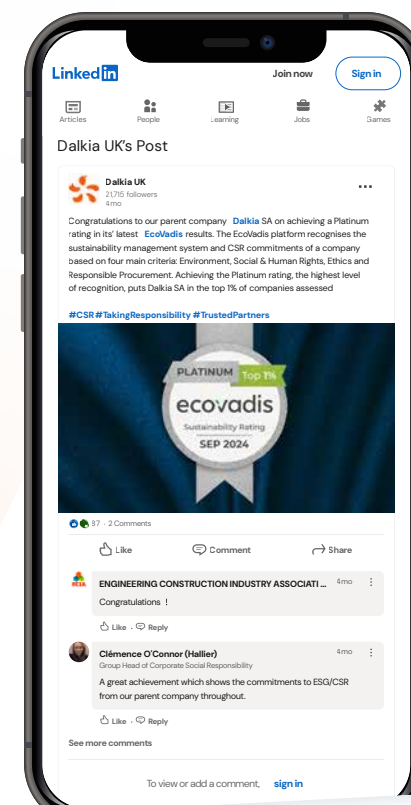 Linked in
Join now
Sign in
Articles
People
Learning
Jobs
Games
Dalkia UK's Post
Dalkia UK
21,715 followers
4mo
Congratulations to our parent company Dalkia SA on achieving a Platinum
rating in its' latest EcoVadis results. The EcoVadis platform recognises the
sustainability management system and CSR commitments of a company
based on four main criteria: Environment, Social & Human Rights, Ethics and
Responsible Procurement. Achieving the Platinum rating, the highest level
of recognition, puts Dalkia SA in the top 1% of companies assessed
#CSR #TakingResponsibility #TrustedPartners
PLATINUM Top 1%
ecovadis
Sustainability Rating
SEP 2024
87 · 2 Comments
Like
Comment
Share
ECIA
ENGINEERING CONSTRUCTION INDUSTRY ASSOCIATI ... 4mo
Congratulations !
Like · Reply
Clémence O'Connor (Hallier) 4mo
Group Head of Corporate Social Responsibility
A great achievement which shows the commitments to ESG/CSR
from our parent company throughout.
Like · Reply
See more comments
To view or add a comment, sign in